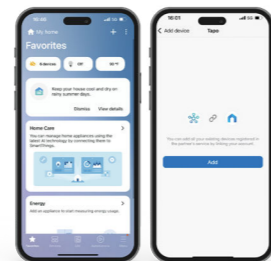 My home
Favorites
Off
Keep your house cool and dry on
rainy summer days.
Dismiss View details
Home Care
You can manage home appliances using the
latest AI technology by connecting them to
SmartThings.
Energy
Add an appliance to start measuring energy usage.
Favorites
16:01
Add device
Tapo
You can add all your existing devices registered in
the partner's service by linking your account.
Add